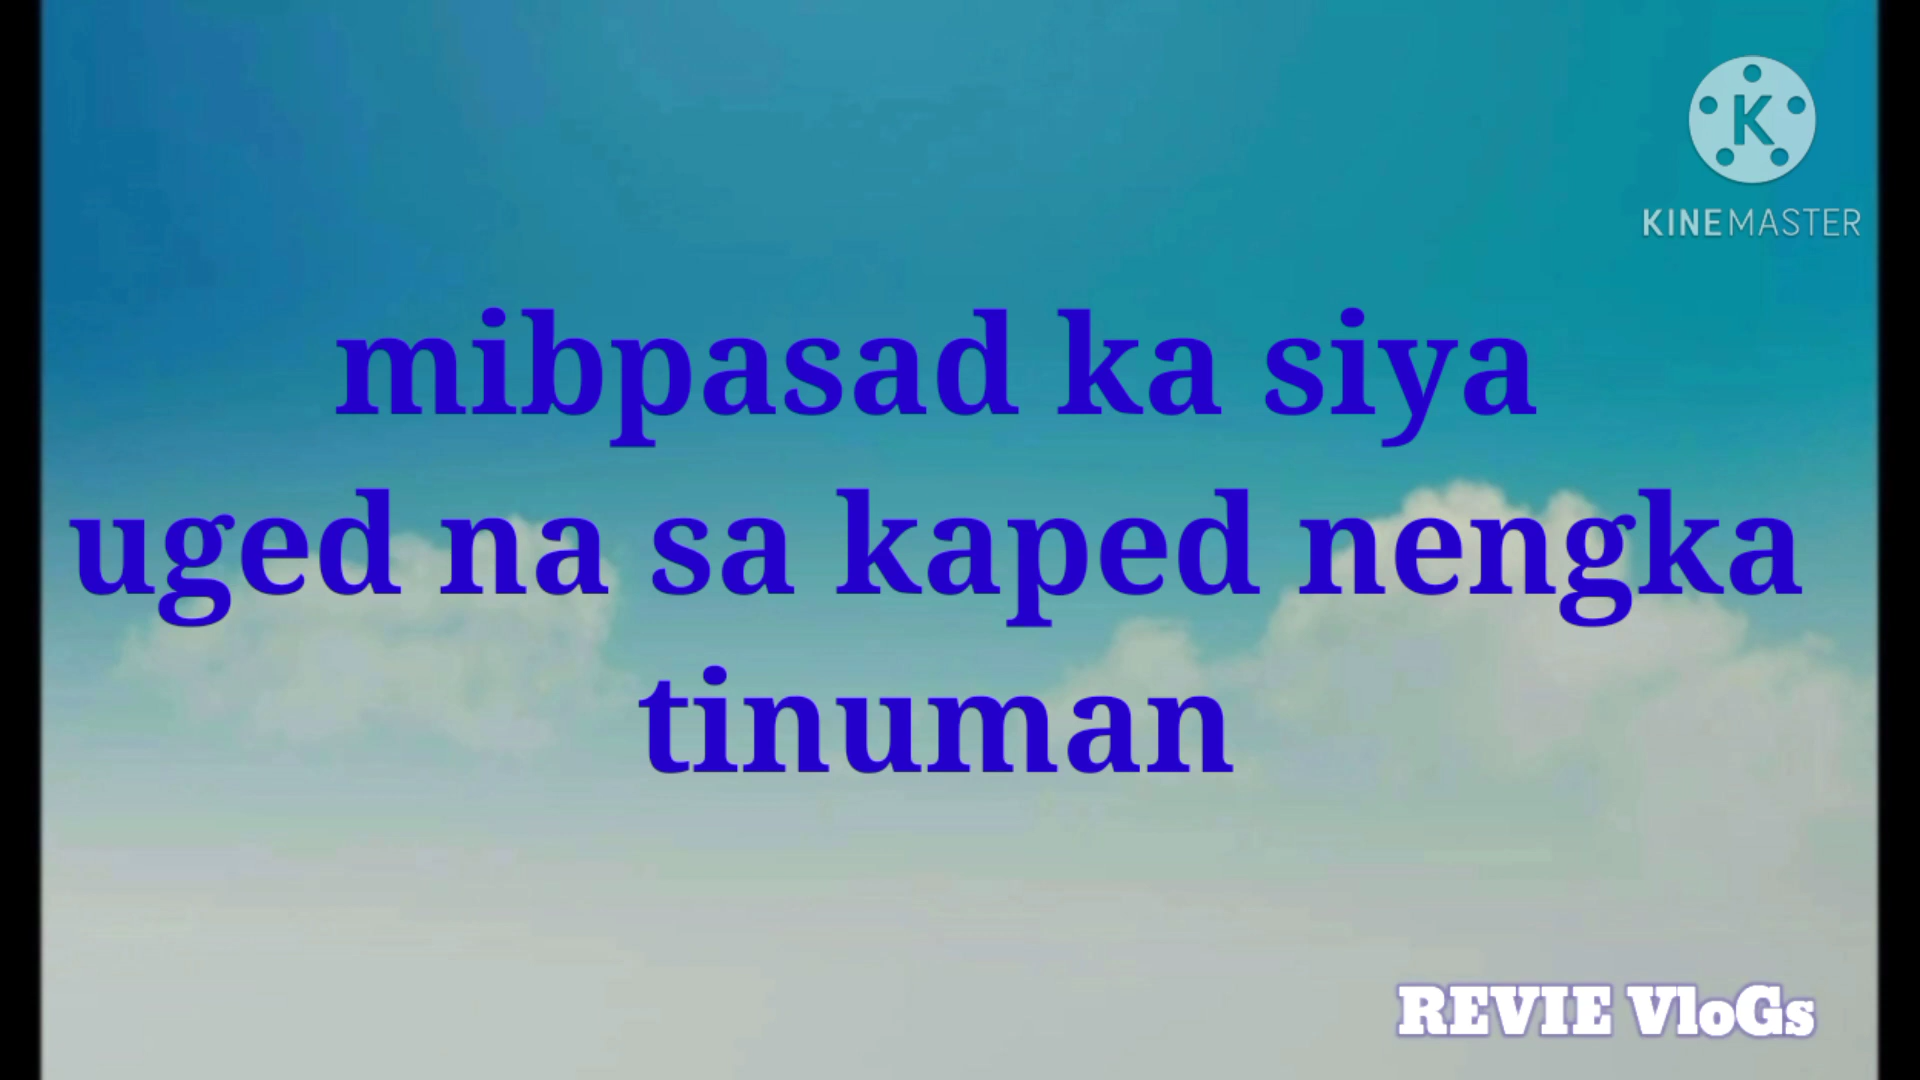 K
KINEMASTER
mibpasad ka siya
uged na sa kaped nengka
tinuman
REVIE VloGs